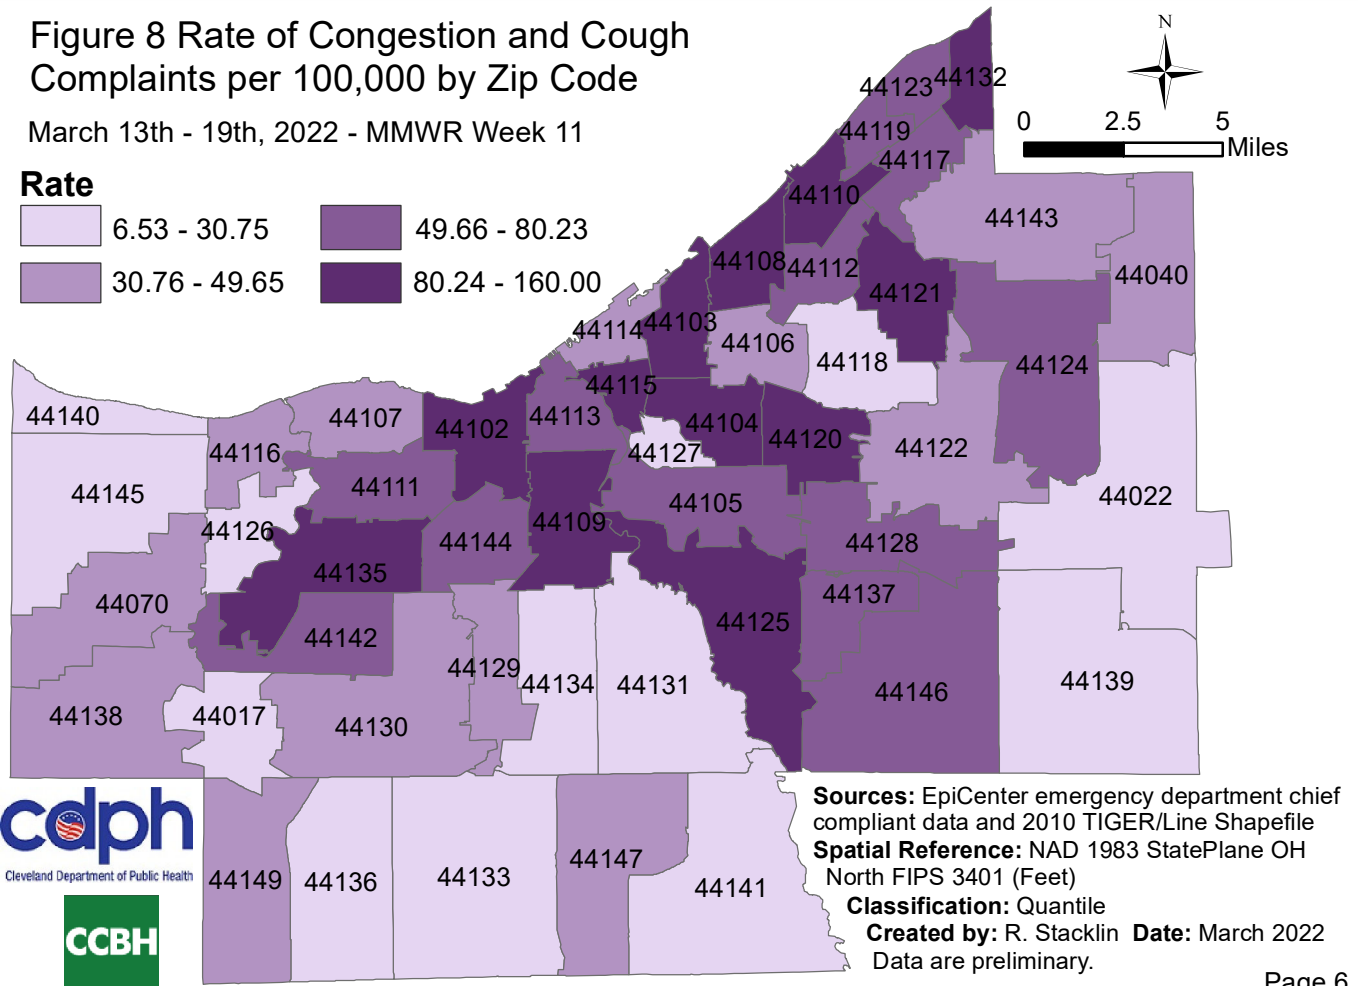 Figure 8 Rate of Congestion and Cough
Complaints per 100,000 by Zip Code
March 13th - 19th, 2022 - MMWR Week 11
Rate
6.53 - 30.75
49.66 - 80.23
30.76 - 49.65
80.24 - 160.00
N
0 2.5 5
Miles
44132
44123
44119
44117
44110
44143
44108
44112
44040
44121
44114
44103
44106
44118
44124
44115
44140
44107
44102
44113
44104
44120
44116
44127
44122
44145
44111
44105
44022
44126
44109
44144
44128
44135
44070
44137
44142
44125
44129
44134
44131
44139
44146
44138
44017
44130
44147
44149
44136
44133
44141
cdph
Cleveland Department of Public Health
CCBH
Sources: EpiCenter emergency department chief
compliant data and 2010 TIGER/Line Shapefile
Spatial Reference: NAD 1983 StatePlane OH
North FIPS 3401 (Feet)
Classification: Quantile
Created by: R. Stacklin Date: March 2022
Data are preliminary.
Page 6